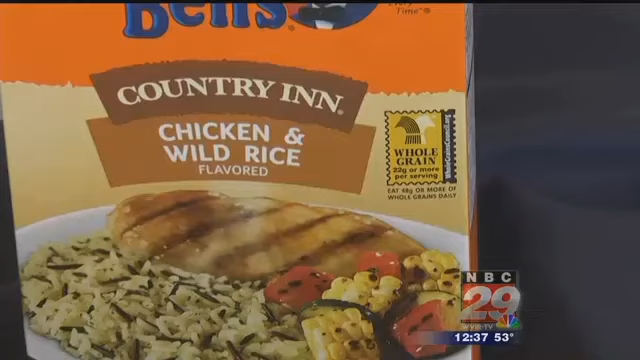 Ben's
Time"®
COUNTRY INN®
CHICKEN &
WILD RICE
FLAVORED
WHOLE
GRAIN
22g or more
per serving
EAT 48g OR MORE OF
WHOLE GRAINS DAILY
NBC
29
WVIR-TV
12:37 53°